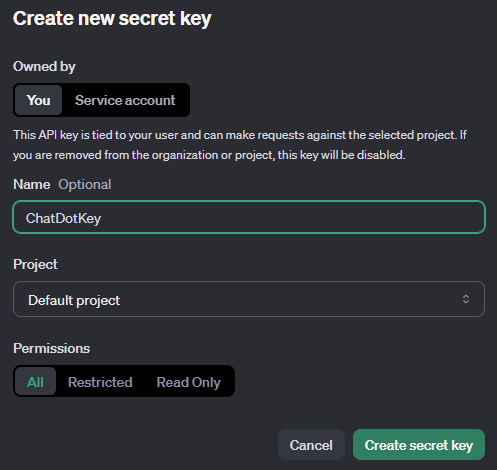 Create new secret key
Owned by
You Service account
This API key is tied to your user and can make requests against the selected project. If
you are removed from the organization or project, this key will be disabled.
Name Optional
ChatDotKey
Project
Default project
Permissions
All Restricted Read Only
Cancel Create secret key